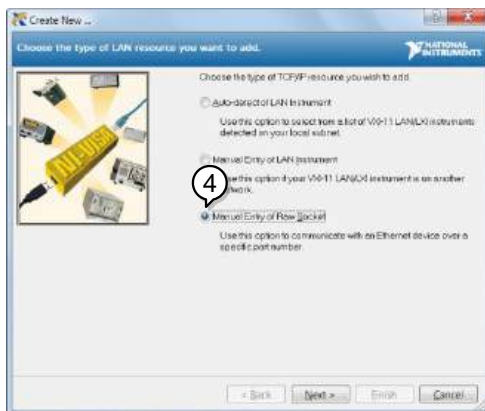 Create New ...
Choose the type of LAN resource you want to add.
NATIONAL INSTRUMENTS
Choose the type of TCP/IP resource you wish to add.
Auto-detect of LAN Instrument
Use this option to select from a list of VXI-11 LAN/LXI instruments
detected on your local subnet.
Manual Entry of LAN Instrument
this option if your VXI-11 LAN/LXI instrument is on another
4
Manual Entry of Raw Socket
Use this option to communicate with an Ethernet device over a
specific port number.
NI-VISA
< Back
Next >
Finish
Cancel